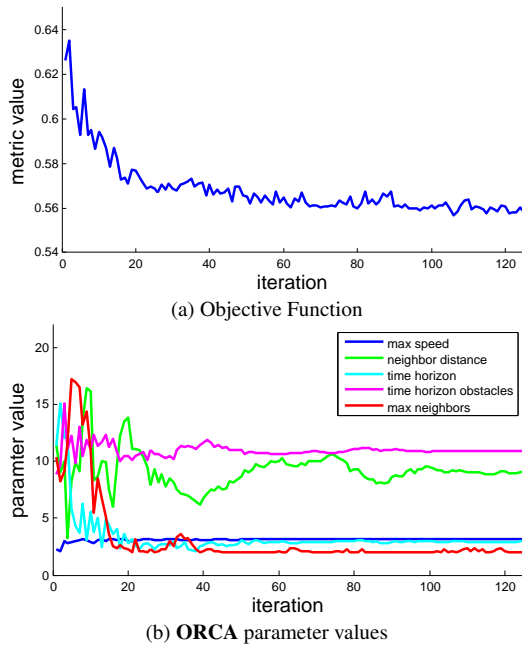 0.64
0.62
0.6
0.58
0.56
0.54
metric value
0 20 40 60 80 100 120
iteration
(a) Objective Function
20
15
10
5
0
paramter value
max speed
neighbor distance
time horizon
time horizon obstacles
max neighbors
0 20 40 60 80 100 120
iteration
(b) ORCA parameter values